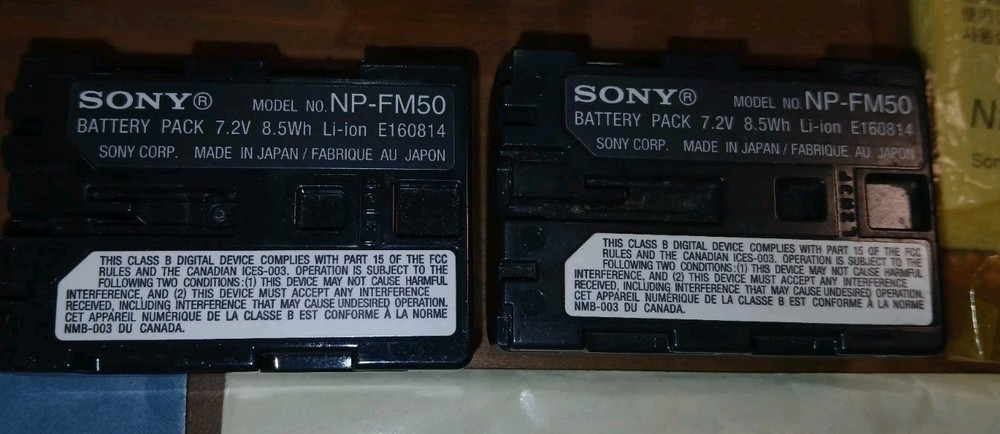 SONY® MODEL NO. NP-FM50
BATTERY PACK 7.2V 8.5Wh Li-ion E160814
SONY CORP. MADE IN JAPAN / FABRIQUE AU JAPON
THIS CLASS B DIGITAL DEVICE COMPLIES WITH PART 15 OF THE FCC
RULES AND THE CANADIAN ICES-003. OPERATION IS SUBJECT TO THE
FOLLOWING TWO CONDITIONS:(1) THIS DEVICE MAY NOT CAUSE HARMFUL
INTERFERENCE, AND (2) THIS DEVICE MUST ACCEPT ANY INTERFERENCE
RECEIVED, INCLUDING INTERFERENCE THAT MAY CAUSE UNDESIRED OPERATION.
CET APPAREIL NUMÉRIQUE DE LA CLASSE B EST CONFORME À LA NORME
NMB-003 DU CANADA.
SONY® MODEL NO. NP-FM50
BATTERY PACK 7.2V 8.5Wh Li-ion E160814
SONY CORP. MADE IN JAPAN / FABRIQUE AU JAPON
THIS CLASS B DIGITAL DEVICE COMPLIES WITH PART 15 OF THE FCC
RULES AND THE CANADIAN ICES-003. OPERATION IS SUBJECT TO THE
FOLLOWING TWO CONDITIONS:(1) THIS DEVICE MAY NOT CAUSE HARMFUL
INTERFERENCE, AND (2) THIS DEVICE MUST ACCEPT ANY INTERFERENCE
RECEIVED, INCLUDING INTERFERENCE THAT MAY CAUSE UNDESIRED OPERATION.
CET APPAREIL NUMÉRIQUE DE LA CLASSE B EST CONFORME À LA NORME
NMB-003 DU CANADA.